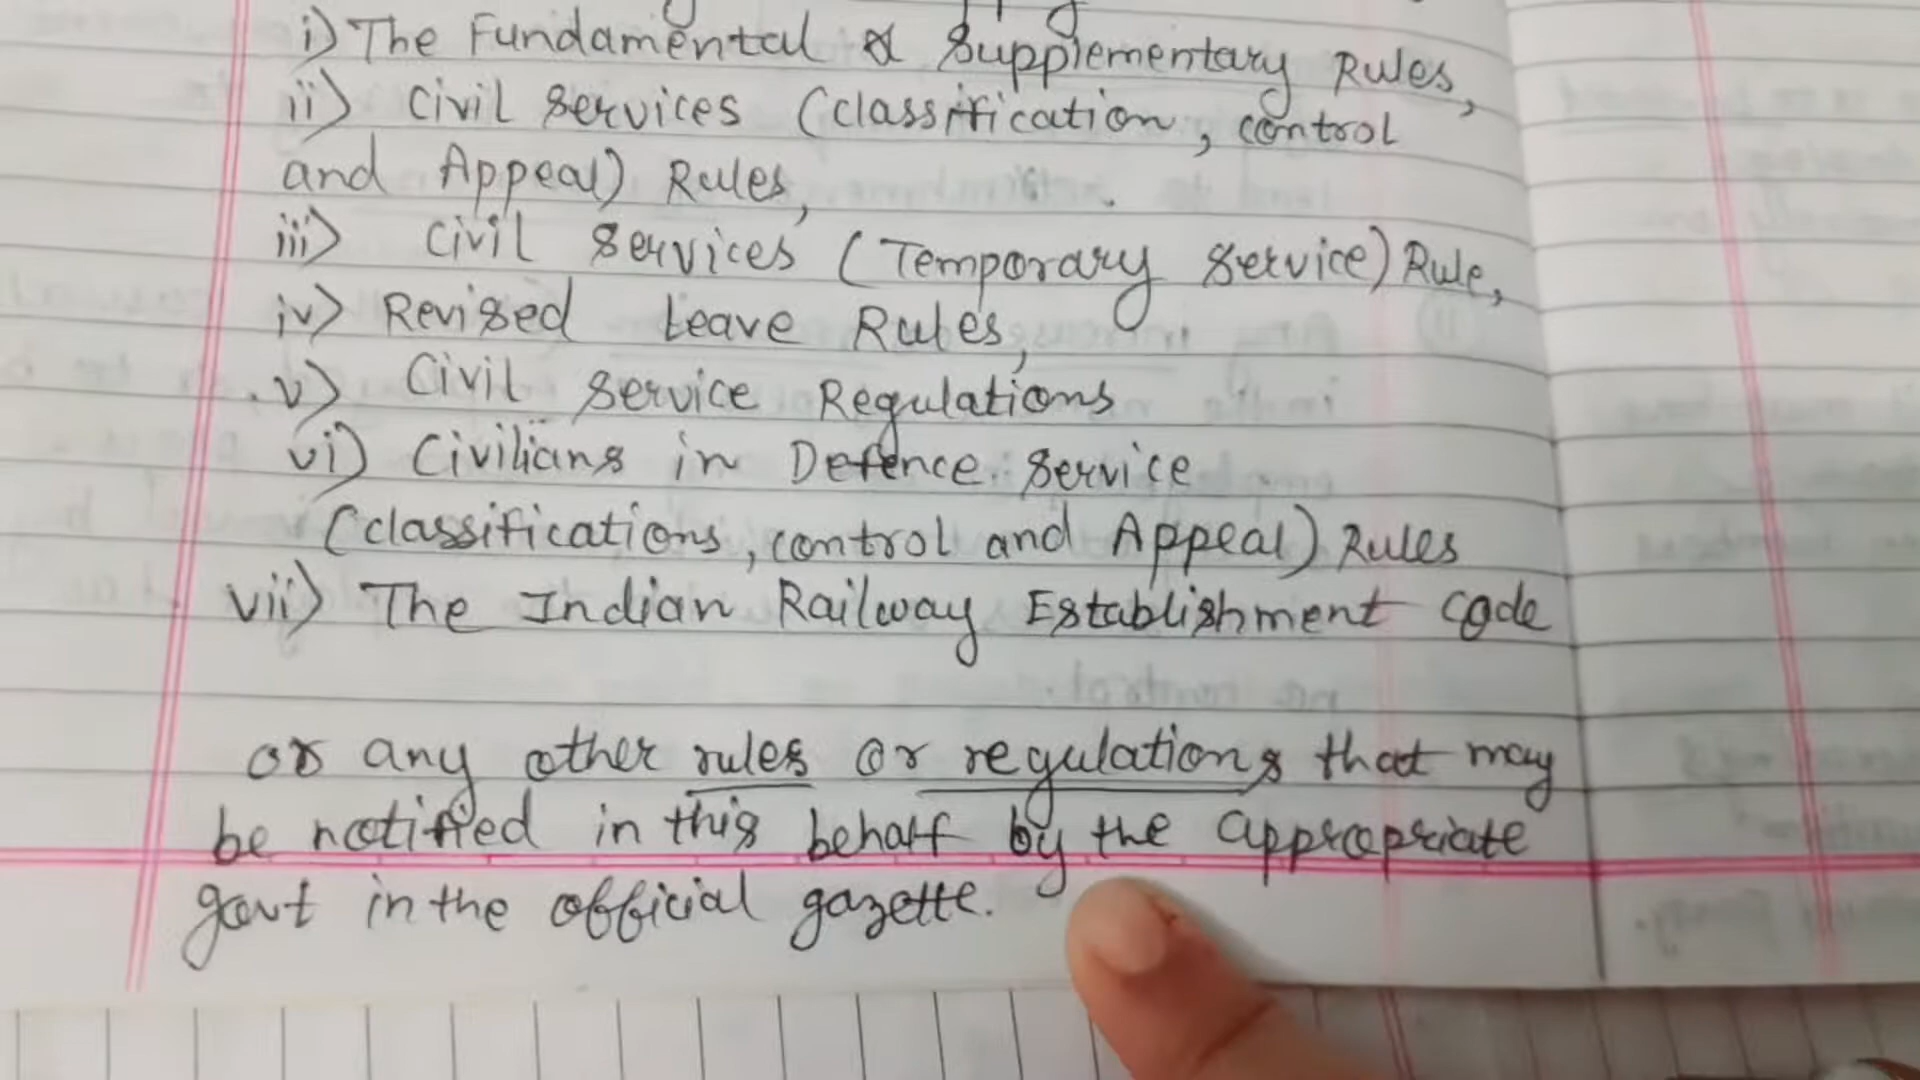 i) The Fundamental & Supplementary Rules,
ii) Civil services (classification, control
and Appeal) Rules,
iii) Civil services (Temporary service) Rule,
iv) Revised Leave Rules,
v) Civil service Regulations
vi) Civilians in Defence service
(classifications, control and Appeal) Rules
vii) The Indian Railway Establishment code
or any other rules or regulations that may
be notified in this behalf by the appropriate
govt in the official gazette.